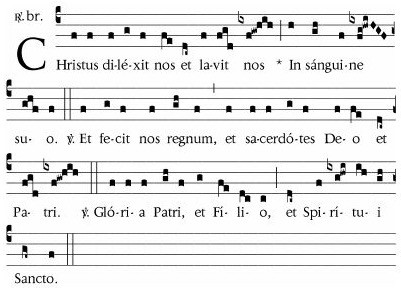 ℟. br.
CHristus di-lé-xit nos et la-vit nos * In sángui-ne
su-o. ℣. Et fe-cit nos regnum, et sa-cerdó-tes De-o et
Pa-tri. ℣. Gló-ri-a Patri, et Fí-li-o, et Spi-rí-tu-i
Sancto.